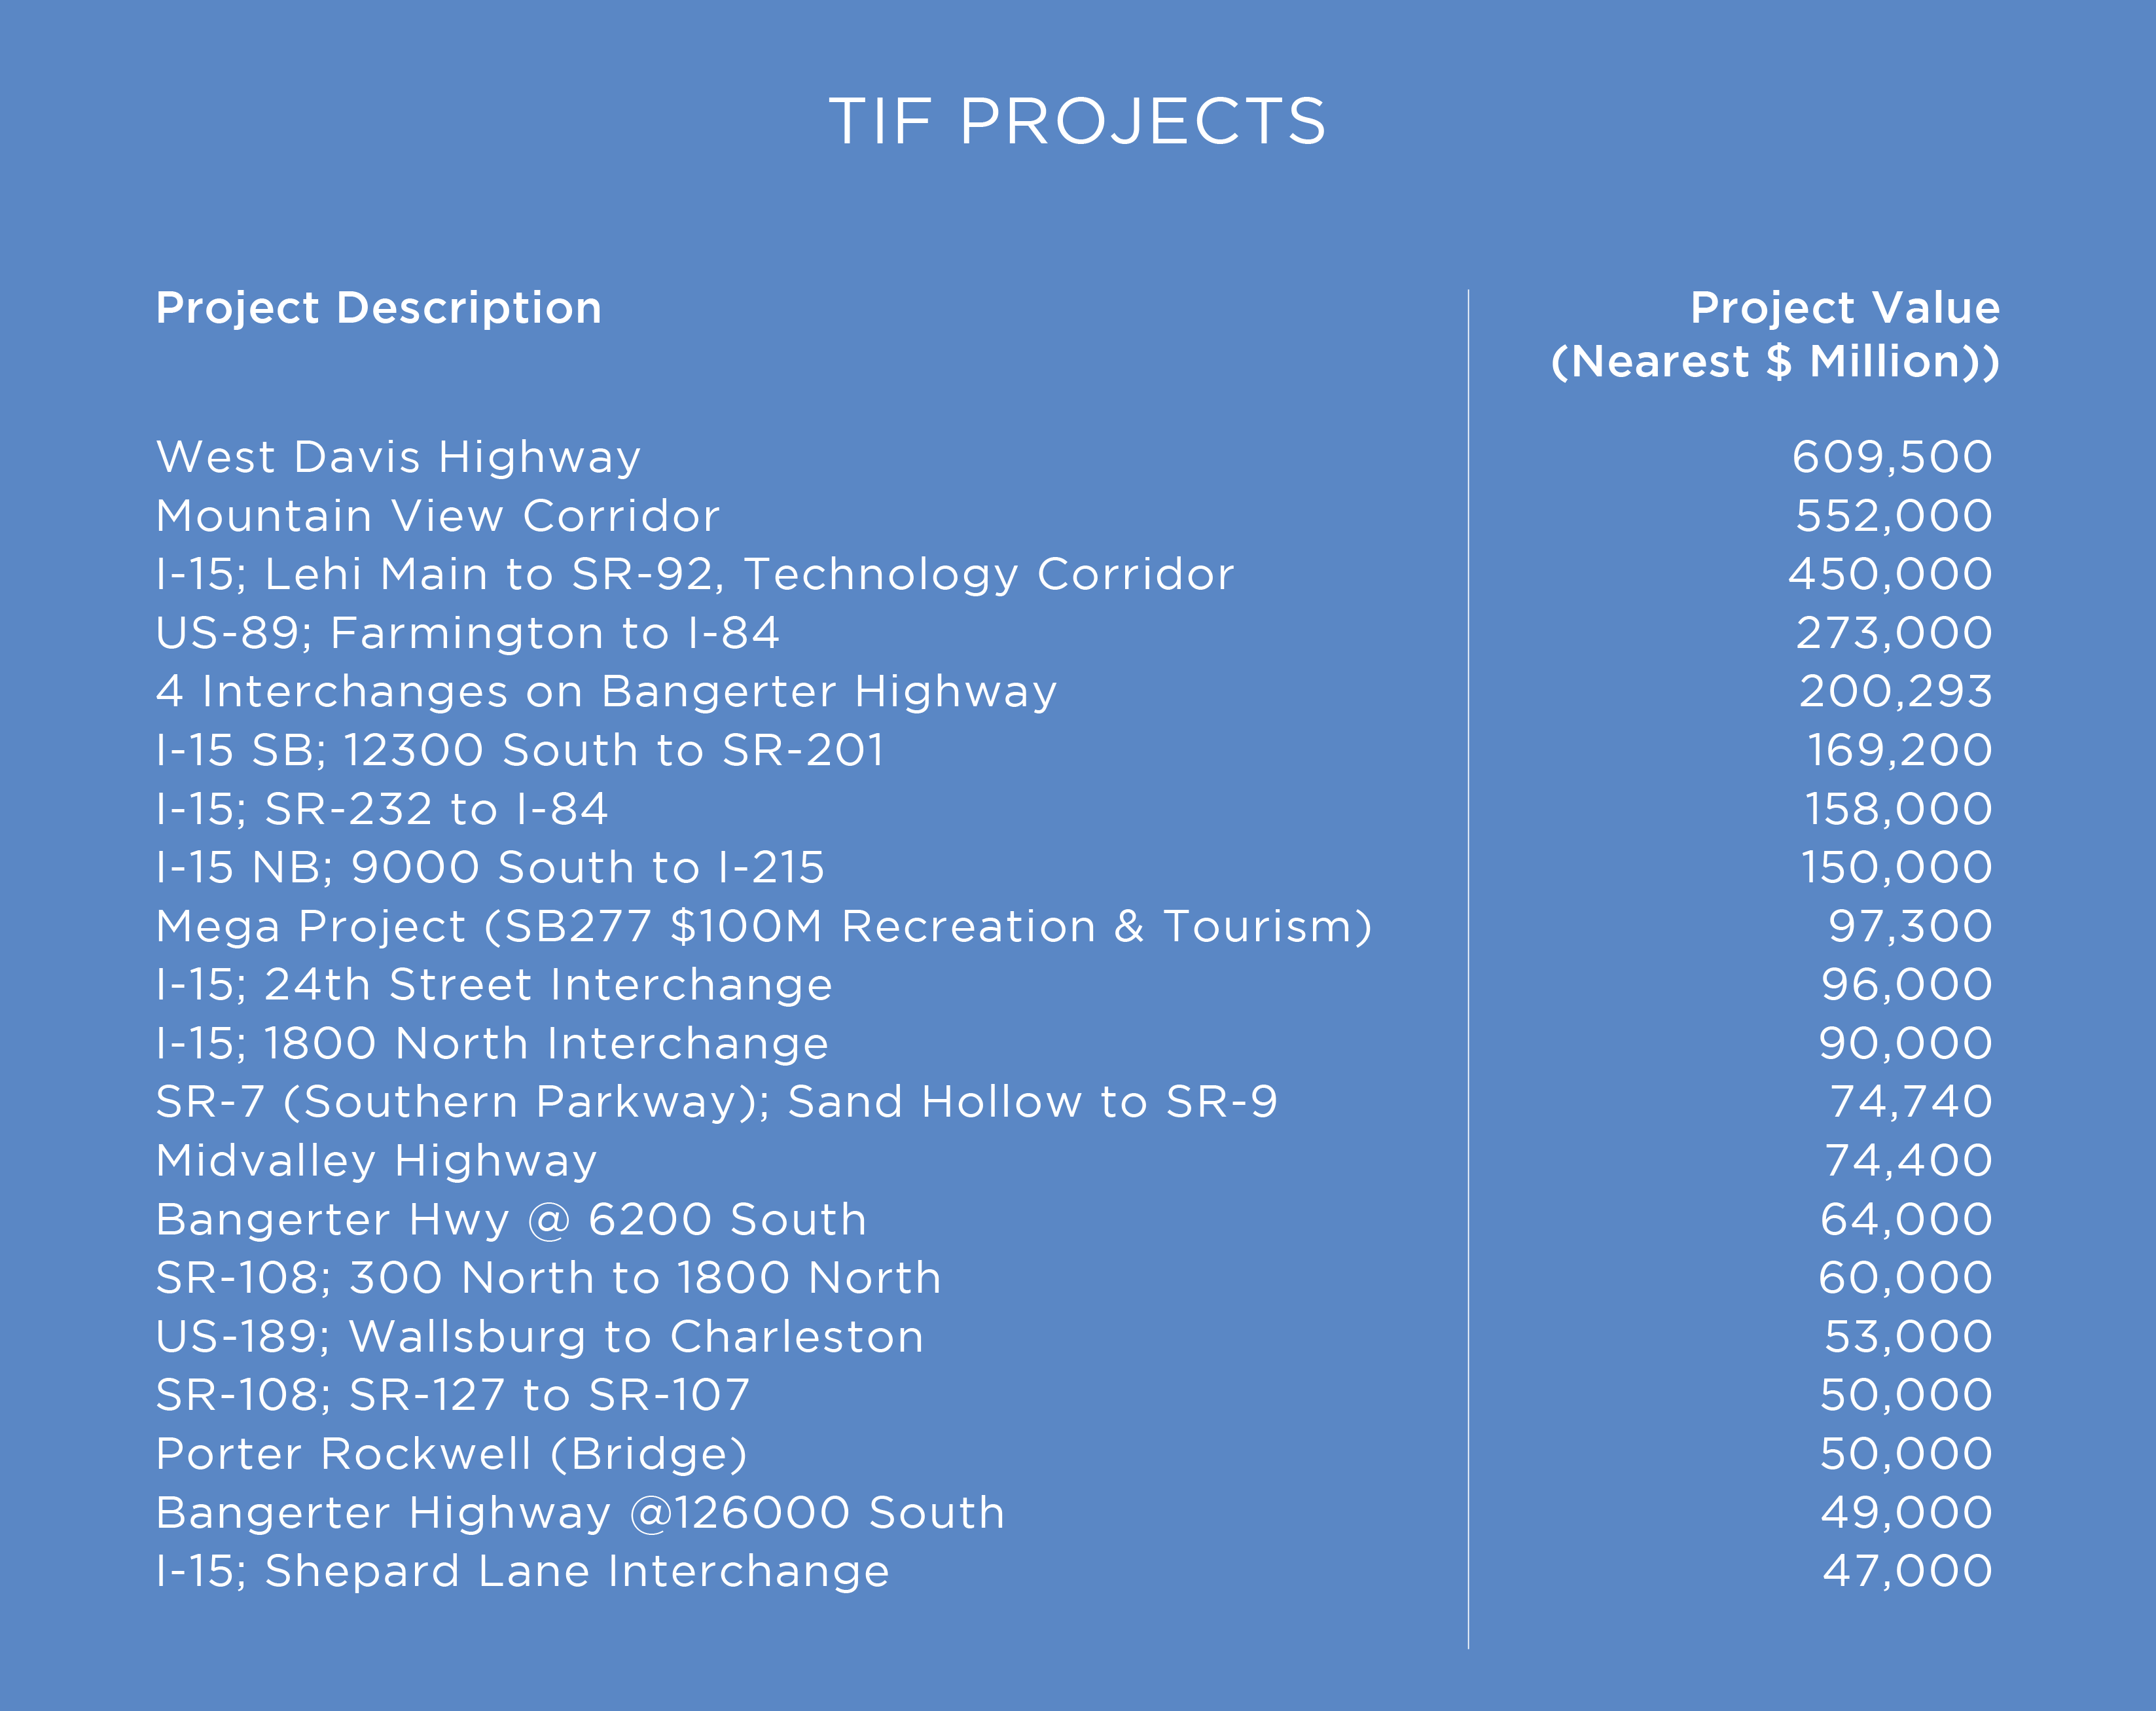 TIF PROJECTS
Project Description
Project Value
(Nearest $ Million))
West Davis Highway 609,500
Mountain View Corridor 552,000
I-15; Lehi Main to SR-92, Technology Corridor 450,000
US-89; Farmington to I-84 273,000
4 Interchanges on Bangerter Highway 200,293
I-15 SB; 12300 South to SR-201 169,200
I-15; SR-232 to I-84 158,000
I-15 NB; 9000 South to I-215 150,000
Mega Project (SB277 $100M Recreation & Tourism) 97,300
I-15; 24th Street Interchange 96,000
I-15; 1800 North Interchange 90,000
SR-7 (Southern Parkway); Sand Hollow to SR-9 74,740
Midvalley Highway 74,400
Bangerter Hwy @ 6200 South 64,000
SR-108; 300 North to 1800 North 60,000
US-189; Wallsburg to Charleston 53,000
SR-108; SR-127 to SR-107 50,000
Porter Rockwell (Bridge) 50,000
Bangerter Highway @126000 South 49,000
I-15; Shepard Lane Interchange 47,000